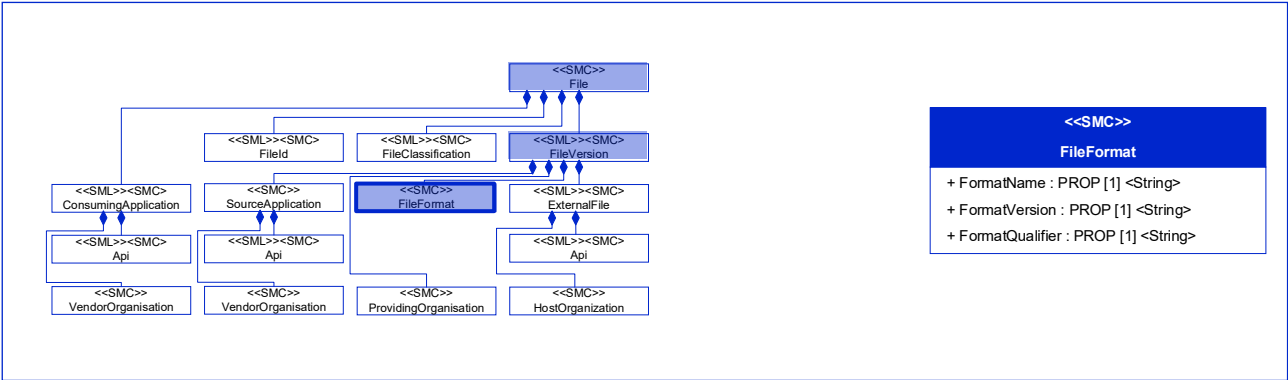 <<SMC>>
File
<<SML>><SMC>
FileId
<<SML>><SMC>
FileClassification
<<SML>><SMC>
FileVersion
<<SML>><SMC>
ConsumingApplication
<<SMC>>
SourceApplication
<<SMC>>
FileFormat
<<SML>><SMC>
ExternalFile
<<SML>><SMC>
Api
<<SML>><SMC>
Api
<<SML>><SMC>
Api
<<SMC>>
VendorOrganisation
<<SMC>>
VendorOrganisation
<<SMC>>
ProvidingOrganisation
<<SMC>>
HostOrganization
<<SMC>>
FileFormat
+ FormatName : PROP [1] <String>
+ FormatVersion : PROP [1] <String>
+ FormatQualifier : PROP [1] <String>